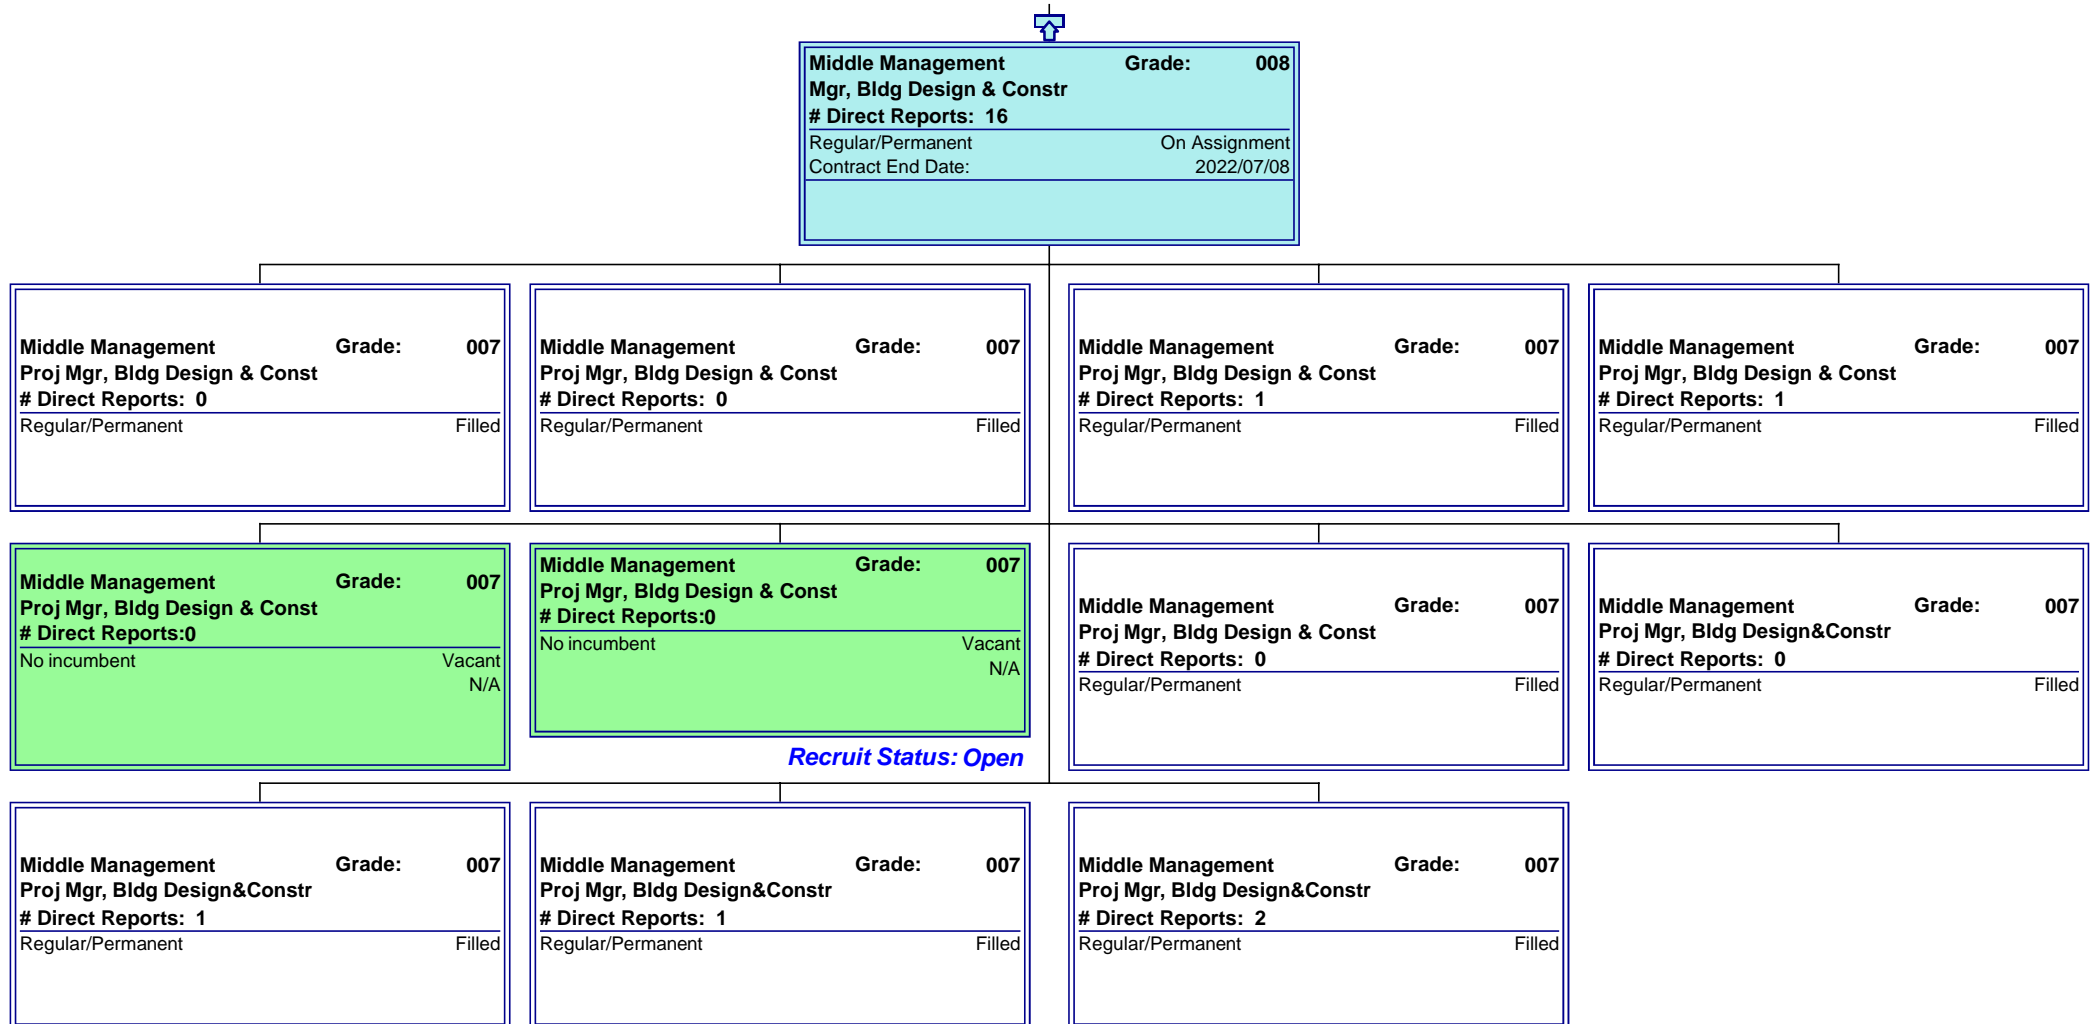 Middle Management Grade: 008
Mgr, Bldg Design & Constr
# Direct Reports: 16
Regular/Permanent On Assignment
Contract End Date: 2022/07/08
Middle Management Grade: 007
Proj Mgr, Bldg Design & Const
# Direct Reports: 0
Regular/Permanent Filled
Middle Management Grade: 007
Proj Mgr, Bldg Design & Const
# Direct Reports: 0
Regular/Permanent Filled
Middle Management Grade: 007
Proj Mgr, Bldg Design & Const
# Direct Reports: 1
Regular/Permanent Filled
Middle Management Grade: 007
Proj Mgr, Bldg Design & Const
# Direct Reports: 1
Regular/Permanent Filled
Middle Management Grade: 007
Proj Mgr, Bldg Design & Const
# Direct Reports:0
No incumbent Vacant
N/A
Middle Management Grade: 007
Proj Mgr, Bldg Design & Const
# Direct Reports:0
No incumbent Vacant
N/A
Recruit Status: Open
Middle Management Grade: 007
Proj Mgr, Bldg Design & Const
# Direct Reports: 0
Regular/Permanent Filled
Middle Management Grade: 007
Proj Mgr, Bldg Design&Constr
# Direct Reports: 0
Regular/Permanent Filled
Middle Management Grade: 007
Proj Mgr, Bldg Design&Constr
# Direct Reports: 1
Regular/Permanent Filled
Middle Management Grade: 007
Proj Mgr, Bldg Design&Constr
# Direct Reports: 1
Regular/Permanent Filled
Middle Management Grade: 007
Proj Mgr, Bldg Design&Constr
# Direct Reports: 2
Regular/Permanent Filled